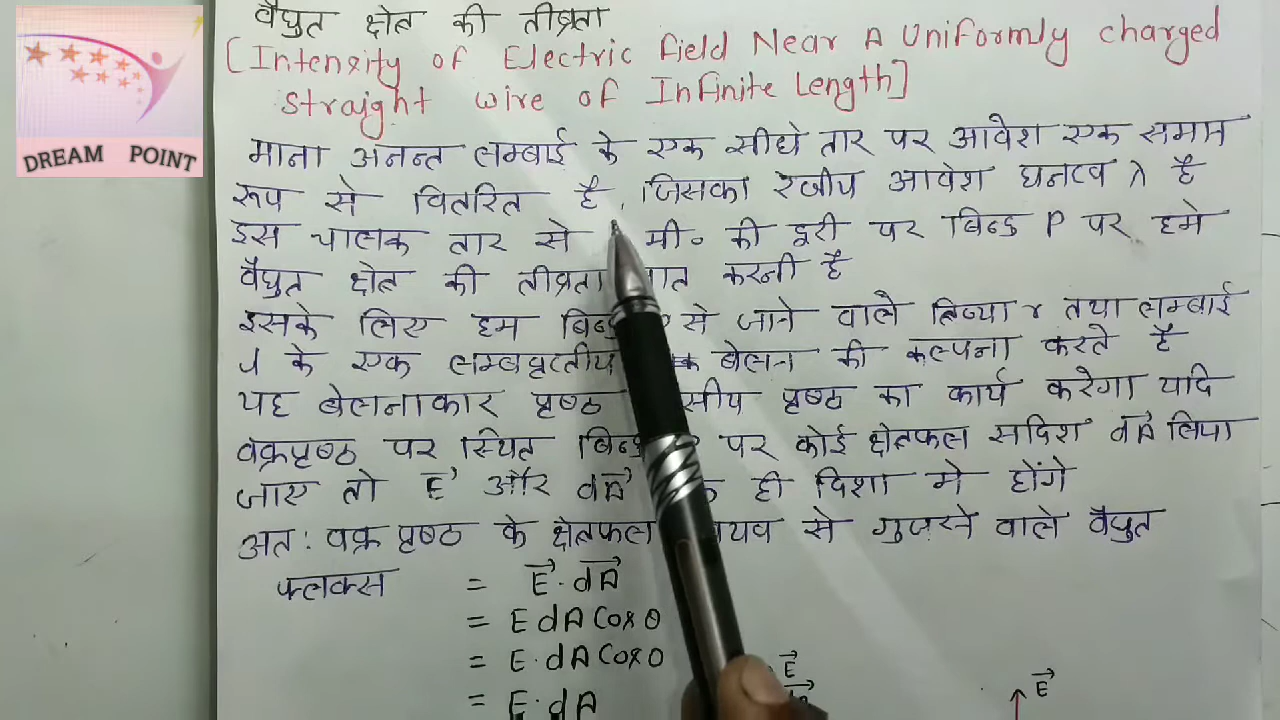 वैद्युत क्षेत्र की तीव्रता
[Intensity of Electric field Near A Uniformly charged
straight wire of Infinite Length]
DREAM POINT
माना अनन्त लम्बाई के एक सीधे तार पर आवेश एक समान
रूप से वितरित है, जिसका रेखीय आवेश घनत्व λ है
इस चालक तार से मी० की दूरी पर बिन्दु P पर हमे
वैद्युत क्षेत्र की तीव्रता करनी है
इसके लिए हम बिन्दु से जाने वाले त्रिज्या r तथा लम्बाई
l के एक लम्बवृत्तीय बेलन की कल्पना करते है
यह बेलनाकार पृष्ठ पृष्ठ का कार्य करेगा यदि
वक्रपृष्ठ पर स्थित बिन्दु पर कोई क्षेत्रफल सदिश dA⃗ लिया
जाए तो E⃗ और dA⃗ ही दिशा मे होंगे
अत: वक्र पृष्ठ के क्षेत्रफल से गुजरने वाले वैद्युत
फ्लक्स = E⃗ · dA⃗
= E dA Cos θ
= E · dA Cos 0
= E · dA
E⃗
E⃗